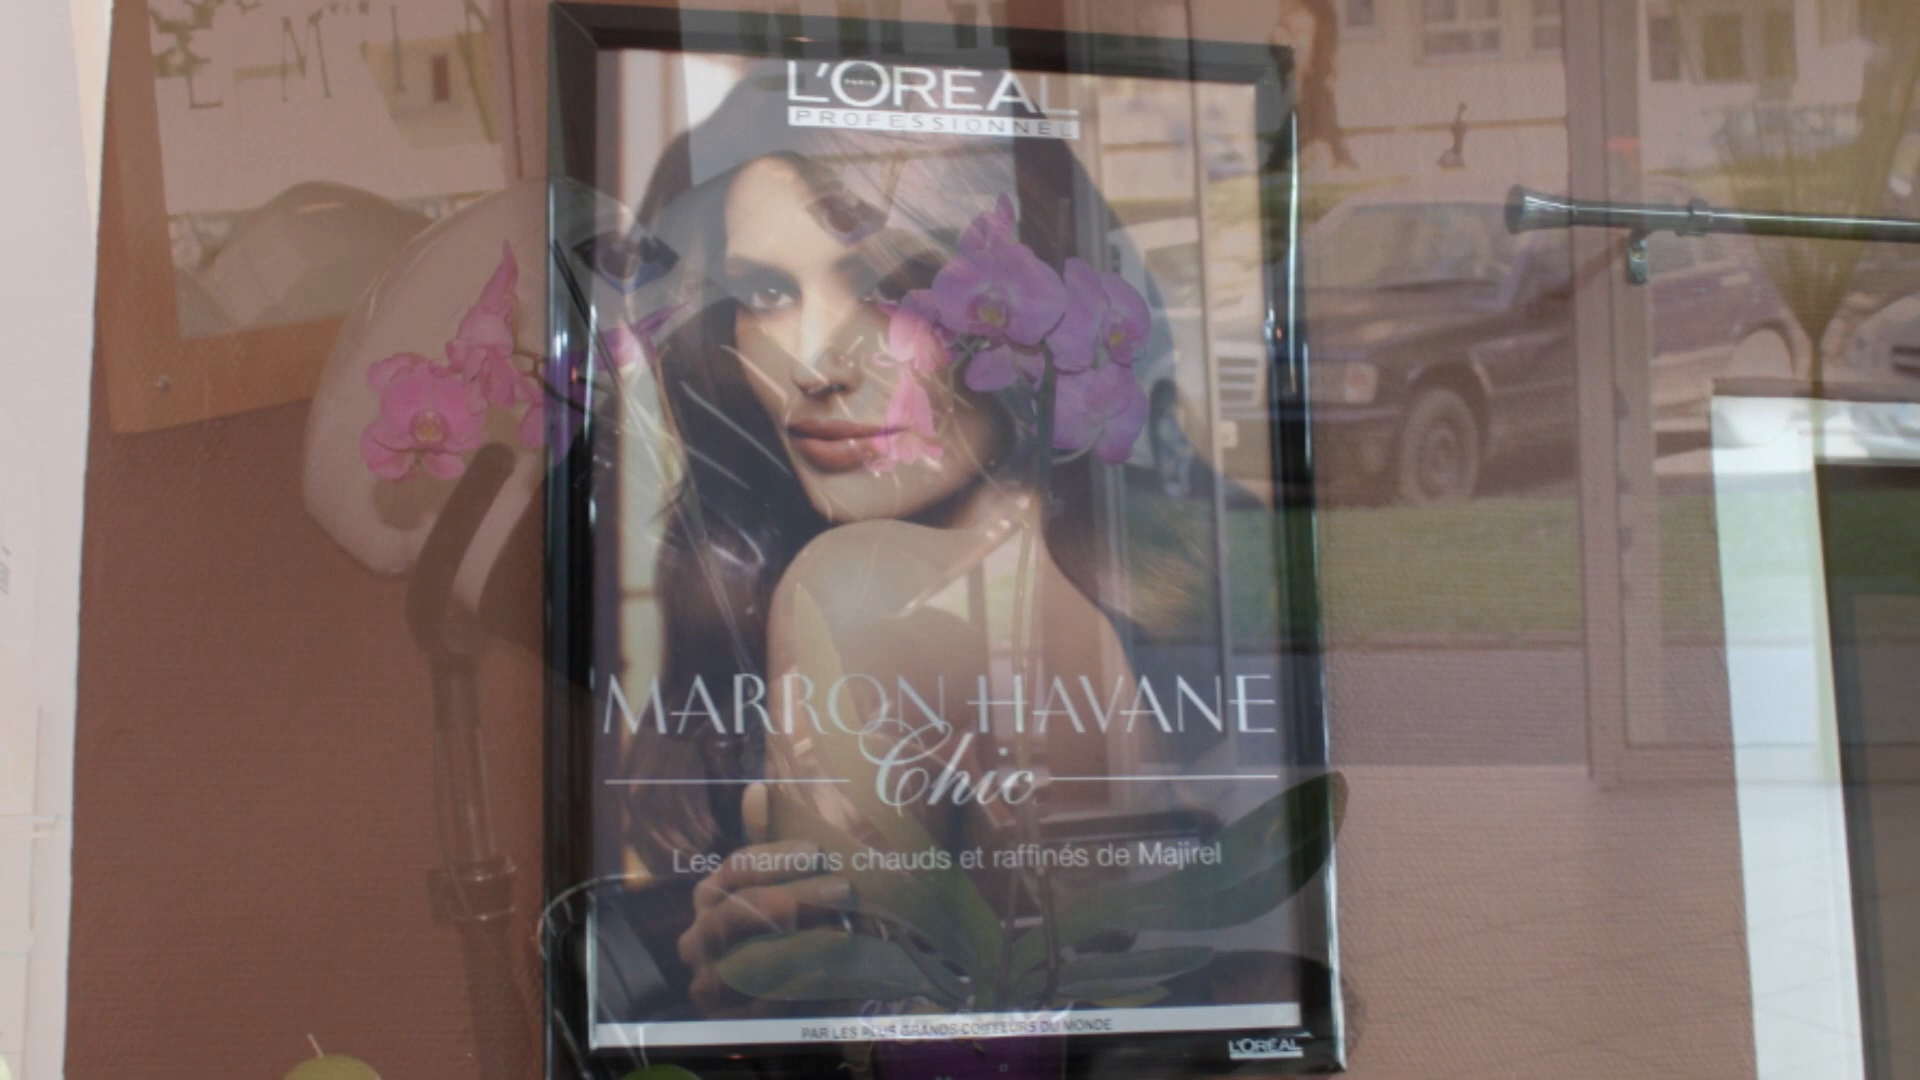 L'ORÉAL
PARIS
PROFESSIONNEL
MARRON HAVANE
Chic
Les marrons chauds et raffinés de Majirel
PAR LES PLUS GRANDS COIFFEURS DU MONDE
L'ORÉAL